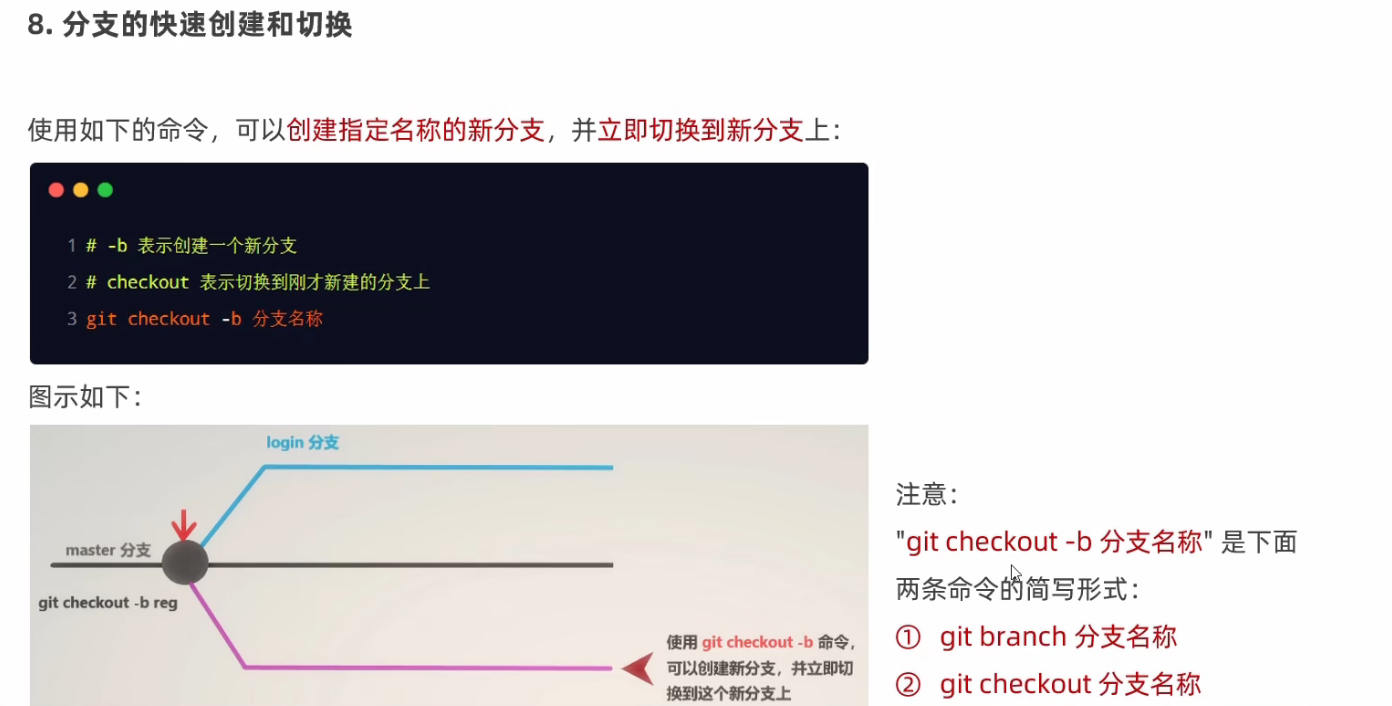 8. 分支的快速创建和切换
使用如下的命令，可以创建指定名称的新分支，并立即切换到新分支上：
1 # -b 表示创建一个新分支
2 # checkout 表示切换到刚才新建的分支上
3 git checkout -b 分支名称
图示如下：
login 分支
master 分支
git checkout -b reg
使用 git checkout -b 命令，
可以创建新分支，并立即切
换到这个新分支上
注意：
"git checkout -b 分支名称" 是下面
两条命令的简写形式：
① git branch 分支名称
② git checkout 分支名称